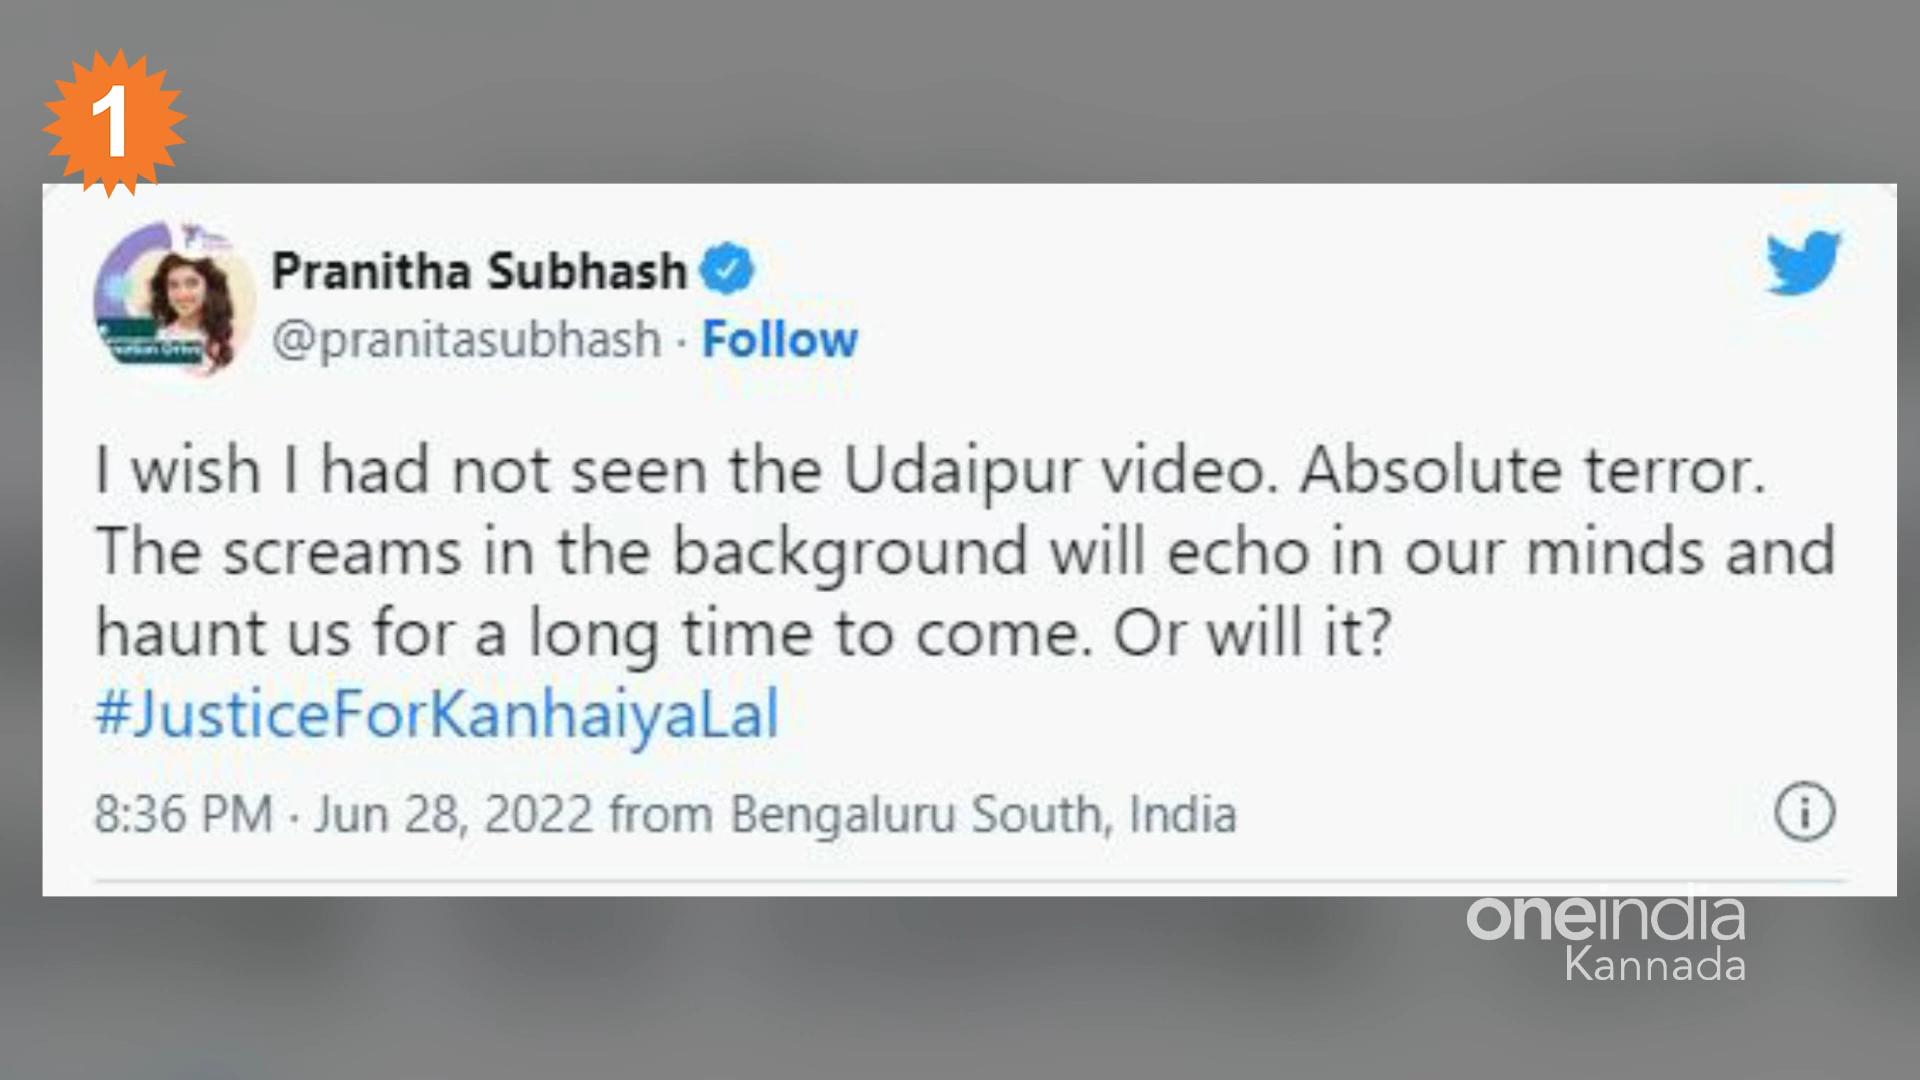 1
Pranitha Subhash
@pranitasubhash · Follow
I wish I had not seen the Udaipur video. Absolute terror.
The screams in the background will echo in our minds and
haunt us for a long time to come. Or will it?
#JusticeForKanhaiyaLal
8:36 PM · Jun 28, 2022 from Bengaluru South, India
oneindia
Kannada